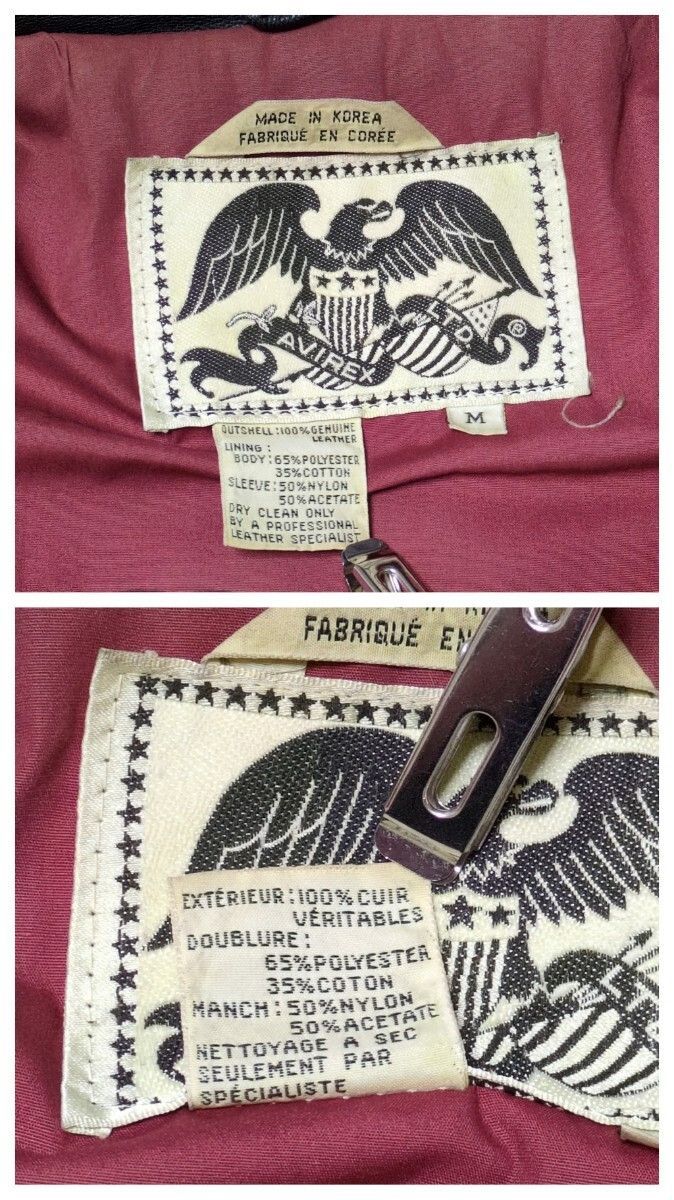 MADE IN KOREA
FABRIQUÉ EN CORÉE
AVIREX
LTD
®
M
OUTSHELL:100%GENUINE
LEATHER
LINING:
BODY:65%POLYESTER
35%COTTON
SLEEVE:50%NYLON
50%ACETATE
DRY CLEAN ONLY
BY A PROFESSIONAL
LEATHER SPECIALIST
FABRIQUÉ EN
EXTÉRIEUR:100%CUIR
VÉRITABLES
DOUBLURE:
65%POLYESTER
35%COTON
MANCH:50%NYLON
50%ACETATE
NETTOYAGE A SEC
SEULEMENT PAR
SPÉCIALISTE